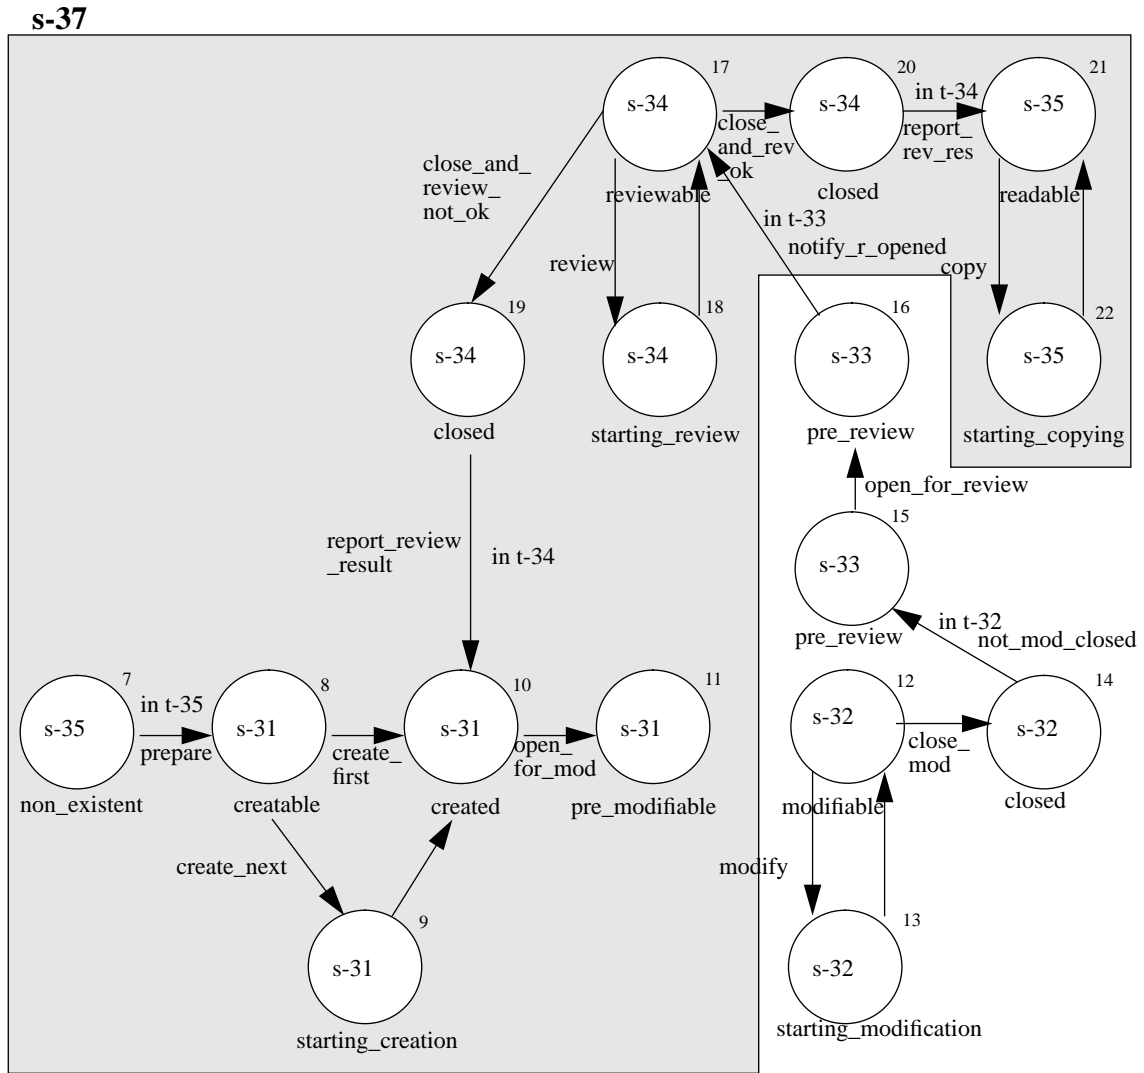 s-37
17
20
21
s-34
s-34
s-35
in t-34
close_
and_rev
_ok
report_
rev_res
close_and_
review_
not_ok
reviewable
closed
readable
in t-33
notify_r_opened
review
copy
19
18
16
22
s-34
s-34
s-33
s-35
closed
starting_review
pre_review
starting_copying
open_for_review
15
report_review
_result
in t-34
s-33
in t-32
not_mod_closed
pre_review
7
8
10
11
12
14
in t-35
s-35
s-31
s-31
s-31
s-32
s-32
prepare
create_
first
open_
for_mod
close_
mod
non_existent
creatable
created
pre_modifiable
modifiable
closed
create_next
modify
9
13
s-31
s-32
starting_creation
starting_modification